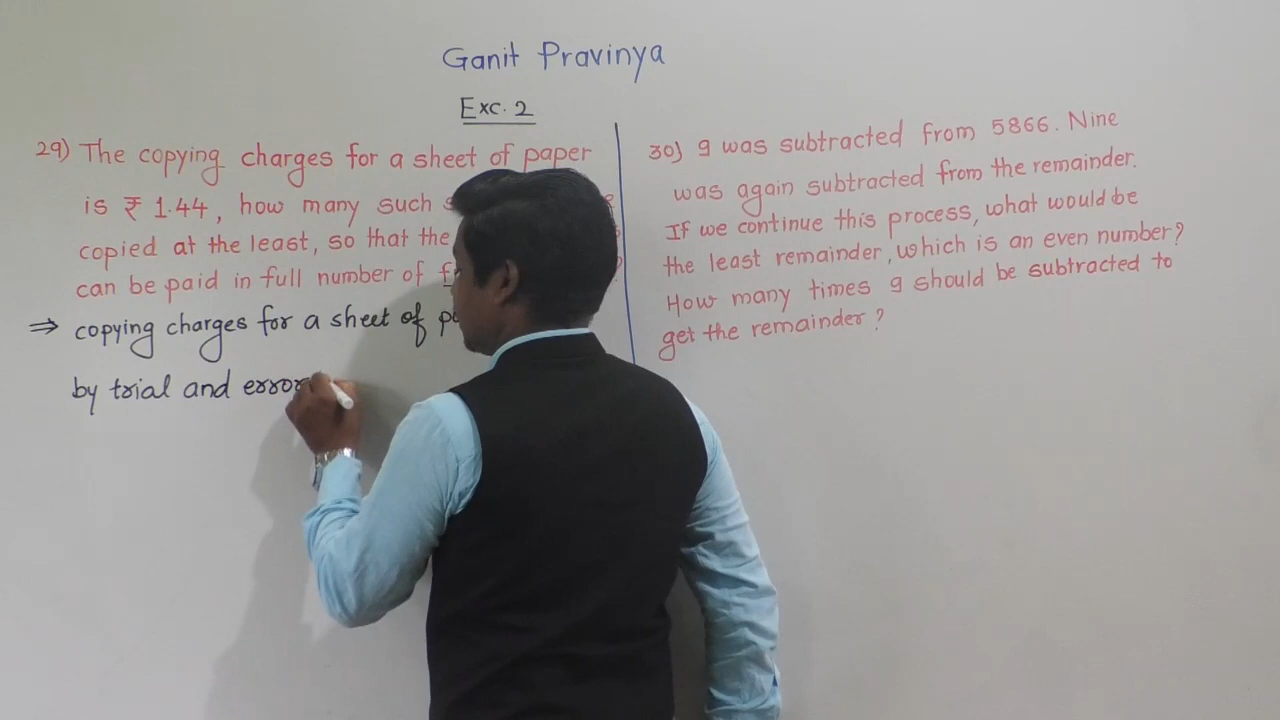 Ganit Pravinya
Exc. 2
29) The copying charges for a sheet of paper
is ₹ 1.44, how many such
copied at the least, so that the
can be paid in full number of
⇒ copying charges for a sheet of
by trial and error
30) 9 was subtracted from 5866. Nine
was again subtracted from the remainder.
If we continue this process, what would be
the least remainder, which is an even number?
How many times 9 should be subtracted to
get the remainder?